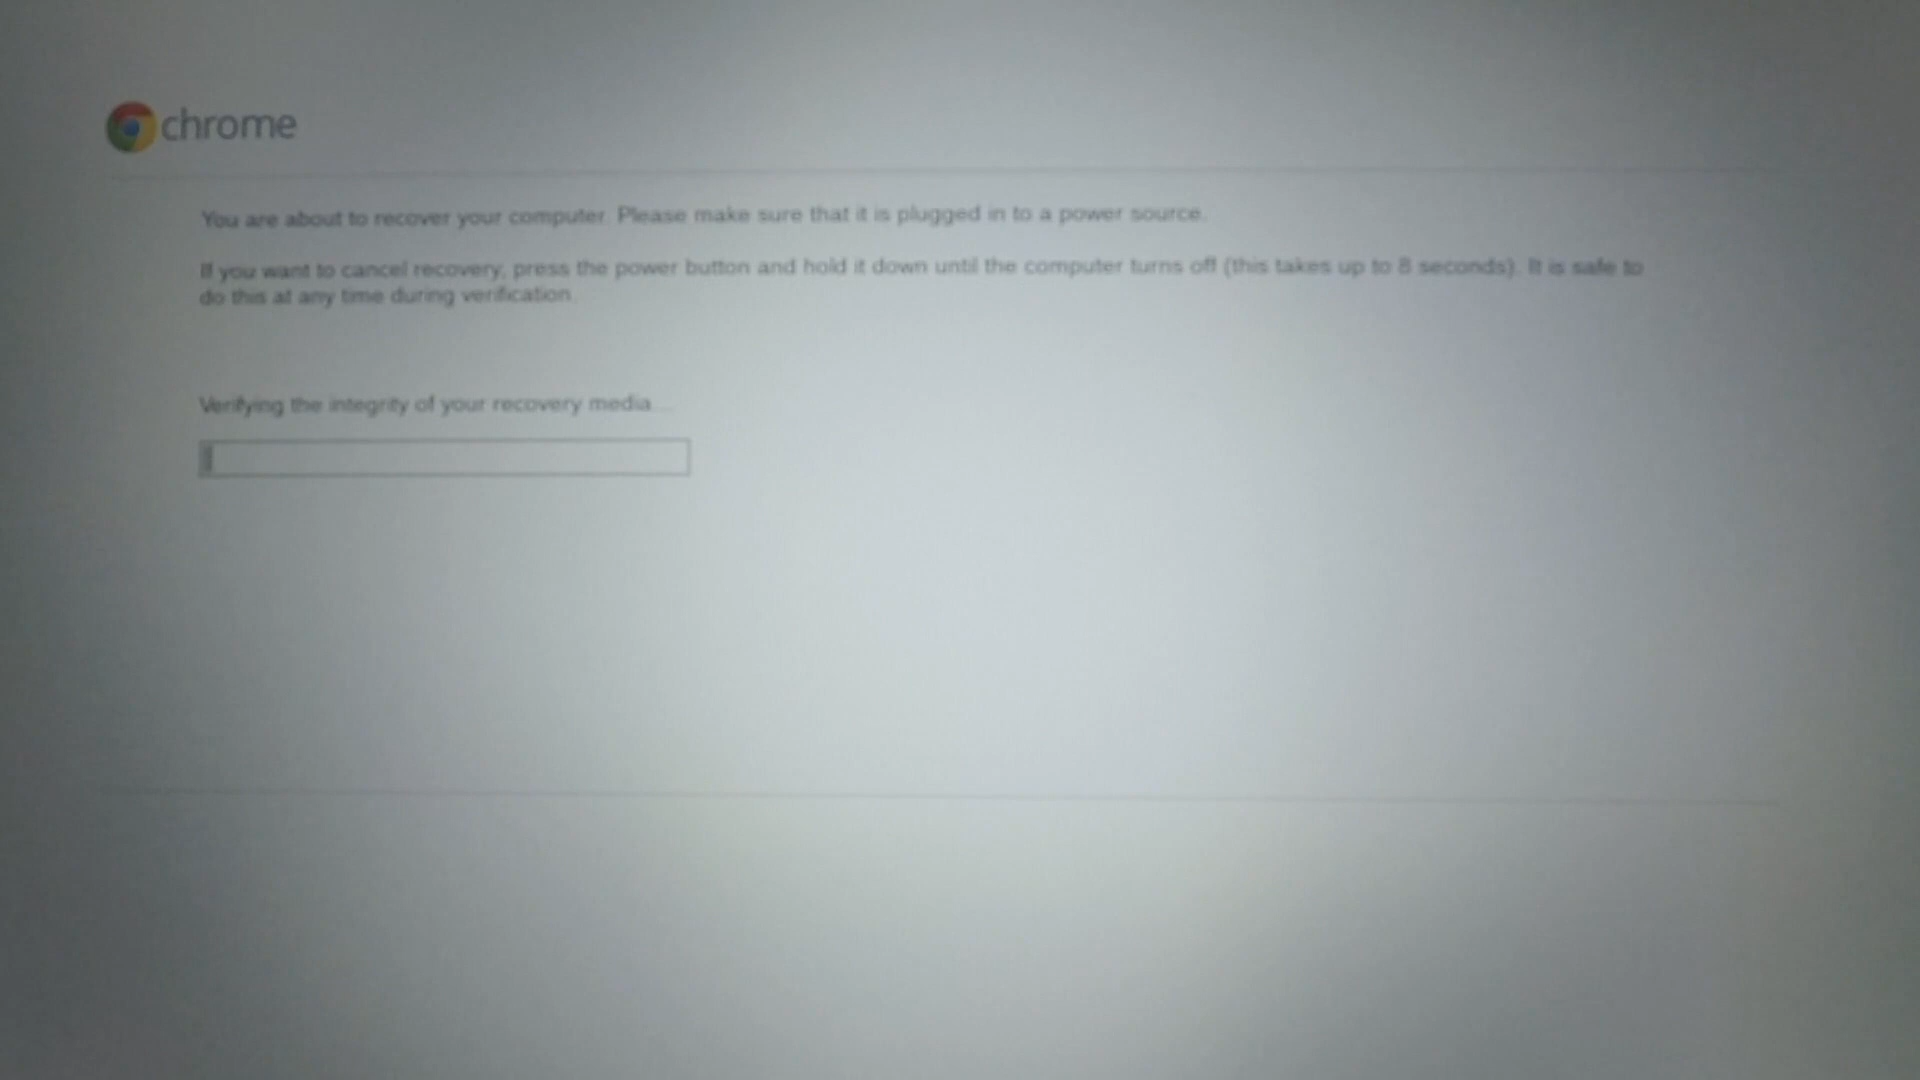 chrome
You are about to recover your computer. Please make sure that it is plugged in to a power source.
If you want to cancel recovery, press the power button and hold it down until the computer turns off (this takes up to 8 seconds). It is safe to
do this at any time during verification.
Verifying the integrity of your recovery media...